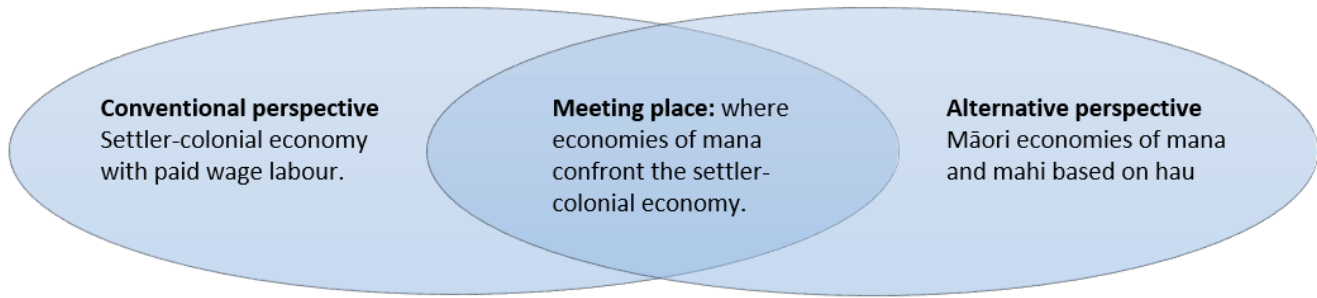 Conventional perspective
Settler-colonial economy
with paid wage labour.
Meeting place: where
economies of mana
confront the settler-
colonial economy.
Alternative perspective
Māori economies of mana
and mahi based on hau